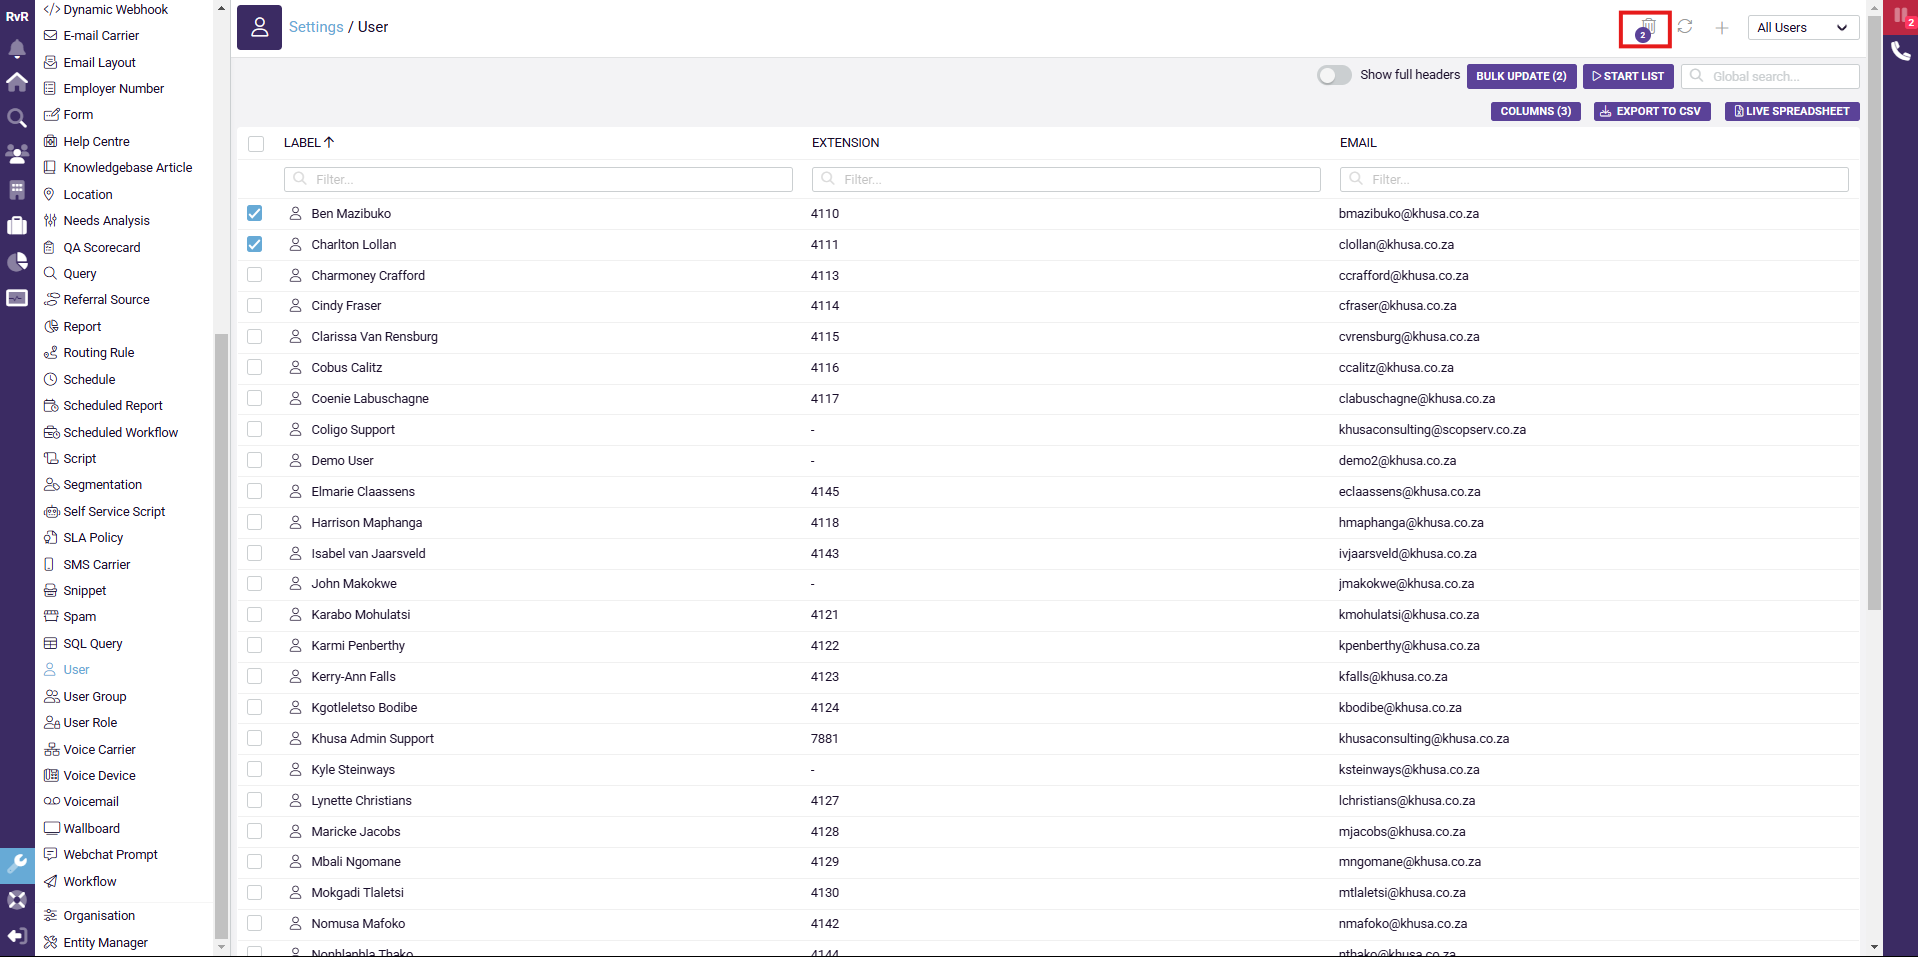 RvR
Dynamic Webhook
E-mail Carrier
Email Layout
Employer Number
Form
Help Centre
Knowledgebase Article
Location
Needs Analysis
QA Scorecard
Query
Referral Source
Report
Routing Rule
Schedule
Scheduled Report
Scheduled Workflow
Script
Segmentation
Self Service Script
SLA Policy
SMS Carrier
Snippet
Spam
SQL Query
User
User Group
User Role
Voice Carrier
Voice Device
Voicemail
Wallboard
Webchat Prompt
Workflow
Organisation
Entity Manager
Settings / User
2
All Users
2
Show full headers
BULK UPDATE (2)
START LIST
Global search...
COLUMNS (3)
EXPORT TO CSV
LIVE SPREADSHEET
LABEL EXTENSION EMAIL
Filter... Filter... Filter...
Ben Mazibuko 4110 bmazibuko@khusa.co.za
Charlton Lollan 4111 clollan@khusa.co.za
Charmoney Crafford 4113 ccrafford@khusa.co.za
Cindy Fraser 4114 cfraser@khusa.co.za
Clarissa Van Rensburg 4115 cvrensburg@khusa.co.za
Cobus Calitz 4116 ccalitz@khusa.co.za
Coenie Labuschagne 4117 clabuschagne@khusa.co.za
Coligo Support - khusaconsulting@scopserv.co.za
Demo User - demo2@khusa.co.za
Elmarie Claassens 4145 eclaassens@khusa.co.za
Harrison Maphanga 4118 hmaphanga@khusa.co.za
Isabel van Jaarsveld 4143 ivjaarsveld@khusa.co.za
John Makokwe - jmakokwe@khusa.co.za
Karabo Mohulatsi 4121 kmohulatsi@khusa.co.za
Karmi Penberthy 4122 kpenberthy@khusa.co.za
Kerry-Ann Falls 4123 kfalls@khusa.co.za
Kgotleletso Bodibe 4124 kbodibe@khusa.co.za
Khusa Admin Support 7881 khusaconsulting@khusa.co.za
Kyle Steinways - ksteinways@khusa.co.za
Lynette Christians 4127 lchristians@khusa.co.za
Maricke Jacobs 4128 mjacobs@khusa.co.za
Mbali Ngomane 4129 mngomane@khusa.co.za
Mokgadi Tlaletsi 4130 mtlaletsi@khusa.co.za
Nomusa Mafoko 4142 nmafoko@khusa.co.za
Nonhlanhla Thako 4144 nthako@khusa.co.za